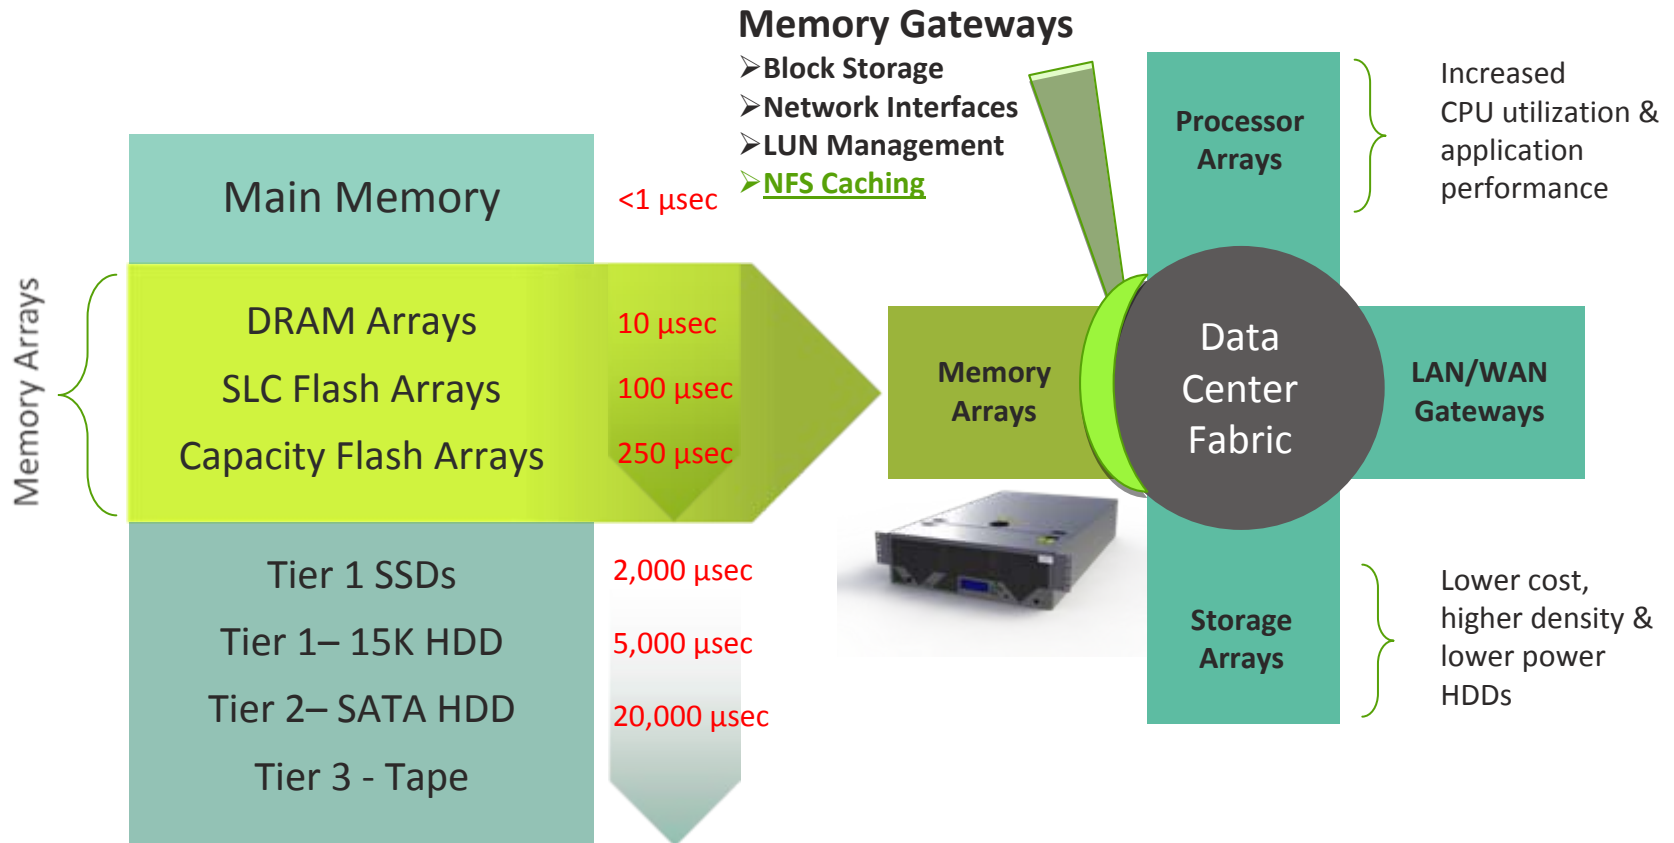 Memory Gateways
➢Block Storage
➢Network Interfaces
➢LUN Management
➢NFS Caching
Main Memory
<1 μsec
Memory Arrays
DRAM Arrays
10 μsec
SLC Flash Arrays
100 μsec
Capacity Flash Arrays
250 μsec
Tier 1 SSDs
2,000 μsec
Tier 1– 15K HDD
5,000 μsec
Tier 2– SATA HDD
20,000 μsec
Tier 3 - Tape
Processor
Arrays
Increased
CPU utilization &
application
performance
Memory
Arrays
Data
Center
Fabric
LAN/WAN
Gateways
Storage
Arrays
Lower cost,
higher density &
lower power
HDDs